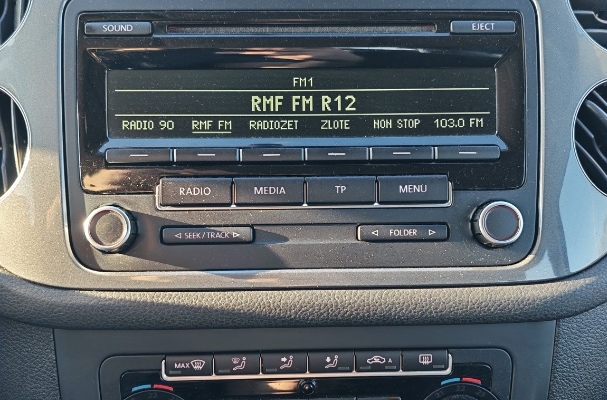 SOUND EJECT
FM1
RMF FM R12
RADIO 90 RMF FM RADIOZET ZLOTE NON STOP 103.0 FM
RADIO MEDIA TP MENU
◁ SEEK/TRACK ▷ ◁ FOLDER ▷
MAX A